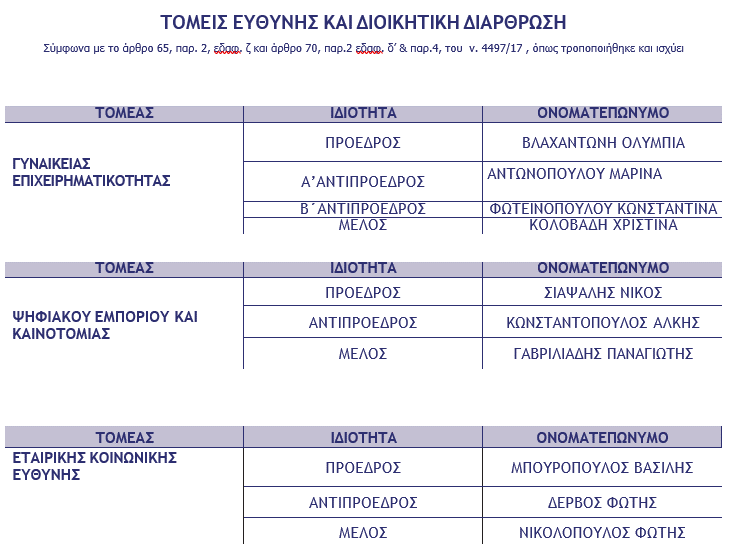 ΤΟΜΕΙΣ ΕΥΘΥΝΗΣ ΚΑΙ ΔΙΟΙΚΗΤΙΚΗ ΔΙΑΡΘΡΩΣΗ
Σύμφωνα με το άρθρο 65, παρ. 2, εδαφ. ζ και άρθρο 70, παρ.2 εδαφ. δ’ & παρ.4, του ν. 4497/17 , όπως τροποποιήθηκε και ισχύει
ΤΟΜΕΑΣ ΙΔΙΟΤΗΤΑ ΟΝΟΜΑΤΕΠΩΝΥΜΟ
ΓΥΝΑΙΚΕΙΑΣ
ΕΠΙΧΕΙΡΗΜΑΤΙΚΟΤΗΤΑΣ
ΠΡΟΕΔΡΟΣ ΒΛΑΧΑΝΤΩΝΗ ΟΛΥΜΠΙΑ
Α’ΑΝΤΙΠΡΟΕΔΡΟΣ ΑΝΤΩΝΟΠΟΥΛΟΥ ΜΑΡΙΝΑ
Β΄ΑΝΤΙΠΡΟΕΔΡΟΣ ΦΩΤΕΙΝΟΠΟΥΛΟΥ ΚΩΝΣΤΑΝΤΙΝΑ
ΜΕΛΟΣ ΚΟΛΟΒΑΔΗ ΧΡΙΣΤΙΝΑ
ΤΟΜΕΑΣ ΙΔΙΟΤΗΤΑ ΟΝΟΜΑΤΕΠΩΝΥΜΟ
ΨΗΦΙΑΚΟΥ ΕΜΠΟΡΙΟΥ ΚΑΙ
ΚΑΙΝΟΤΟΜΙΑΣ
ΠΡΟΕΔΡΟΣ ΣΙΑΨΑΛΗΣ ΝΙΚΟΣ
ΑΝΤΙΠΡΟΕΔΡΟΣ ΚΩΝΣΤΑΝΤΟΠΟΥΛΟΣ ΑΛΚΗΣ
ΜΕΛΟΣ ΓΑΒΡΙΛΙΑΔΗΣ ΠΑΝΑΓΙΩΤΗΣ
ΤΟΜΕΑΣ ΙΔΙΟΤΗΤΑ ΟΝΟΜΑΤΕΠΩΝΥΜΟ
ΕΤΑΙΡΙΚΗΣ ΚΟΙΝΩΝΙΚΗΣ
ΕΥΘΥΝΗΣ
ΠΡΟΕΔΡΟΣ ΜΠΟΥΡΟΠΟΥΛΟΣ ΒΑΣΙΛΗΣ
ΑΝΤΙΠΡΟΕΔΡΟΣ ΔΕΡΒΟΣ ΦΩΤΗΣ
ΜΕΛΟΣ ΝΙΚΟΛΟΠΟΥΛΟΣ ΦΩΤΗΣ